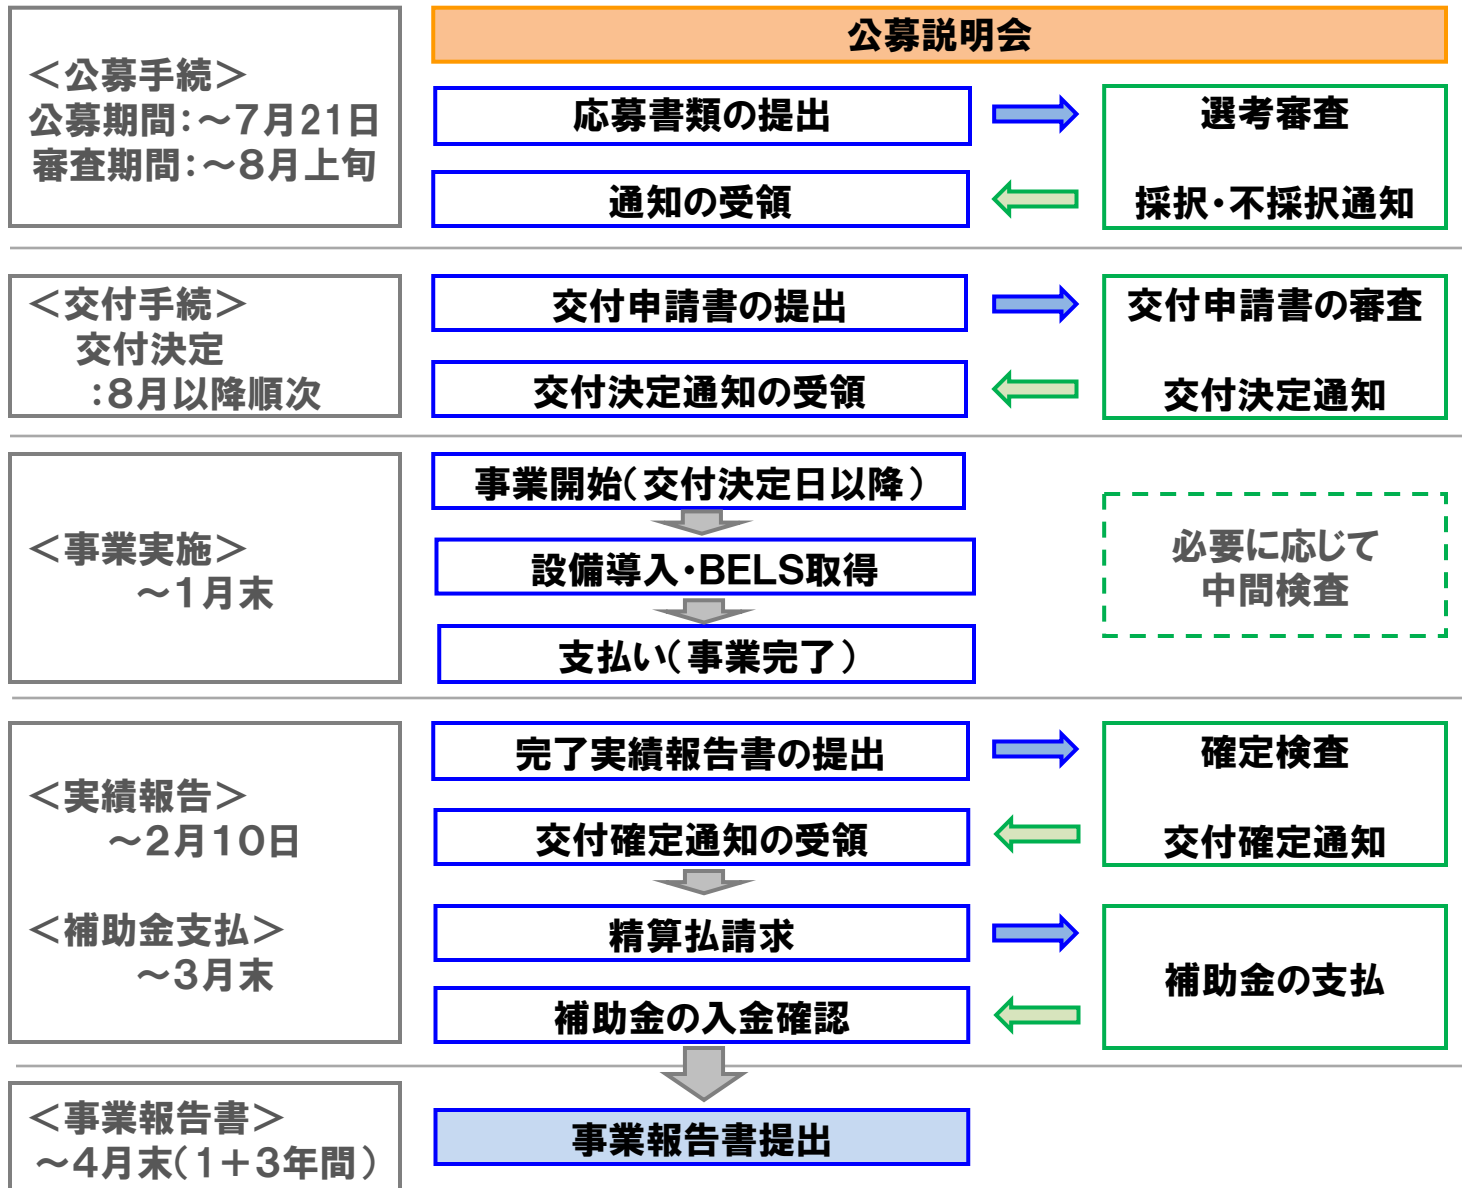 ＜公募手続＞
公募期間：～7月21日
審査期間：～8月上旬
公募説明会
応募書類の提出
通知の受領
選考審査
採択・不採択通知
＜交付手続＞
交付決定
：8月以降順次
交付申請書の提出
交付決定通知の受領
交付申請書の審査
交付決定通知
＜事業実施＞
～1月末
事業開始（交付決定日以降）
設備導入・BELS取得
支払い（事業完了）
必要に応じて
中間検査
＜実績報告＞
～2月10日
＜補助金支払＞
～3月末
完了実績報告書の提出
交付確定通知の受領
精算払請求
補助金の入金確認
確定検査
交付確定通知
補助金の支払
＜事業報告書＞
～4月末（1＋3年間）
事業報告書提出